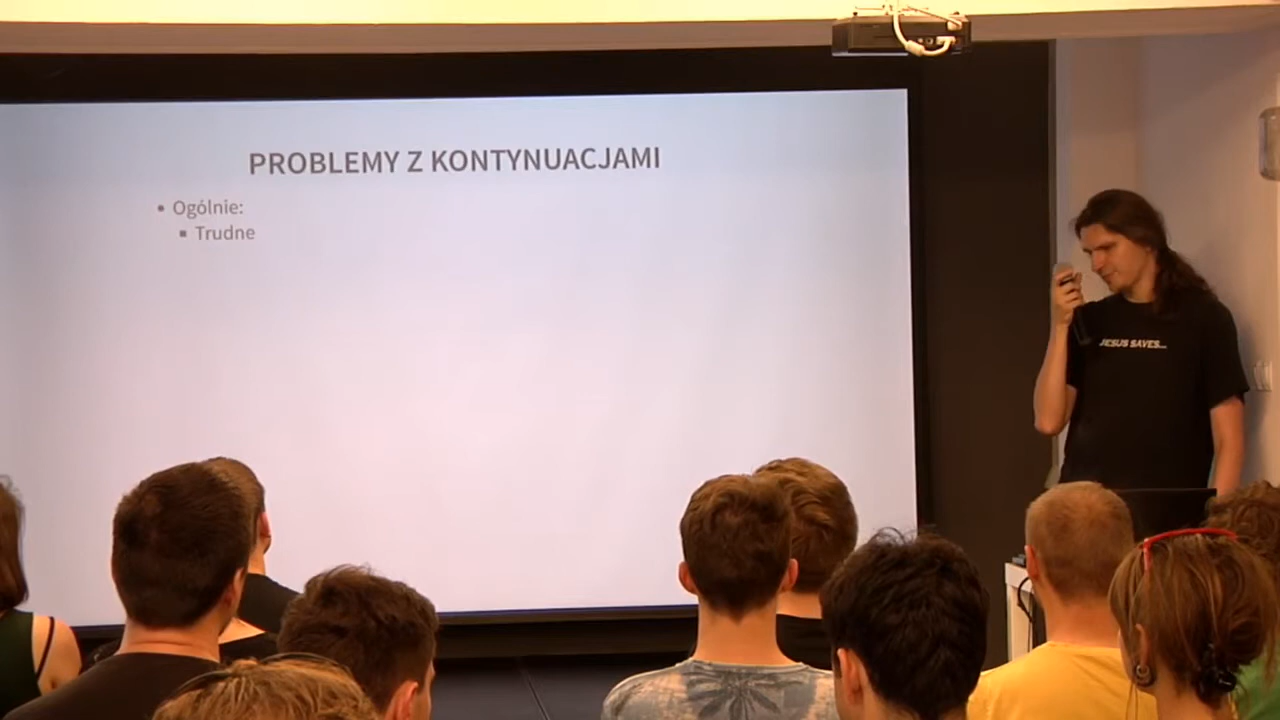 PROBLEMY Z KONTYNUACJAMI
• Ogólnie:
▪ Trudne
JESUS SAVES...